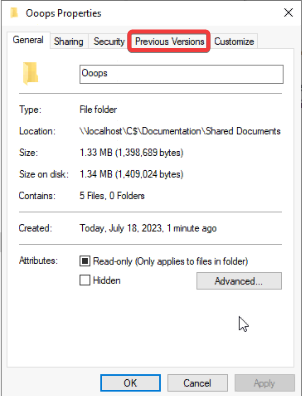 Ooops Properties
General Sharing Security Previous Versions Customize
Ooops
Type: File folder
Location: \\localhost\C$\Documentation\Shared Documents
Size: 1.33 MB (1,398,689 bytes)
Size on disk: 1.34 MB (1,409,024 bytes)
Contains: 5 Files, 0 Folders
Created: Today, July 18, 2023, 1 minute ago
Attributes: Read-only (Only applies to files in folder)
Hidden Advanced...
OK Cancel Apply